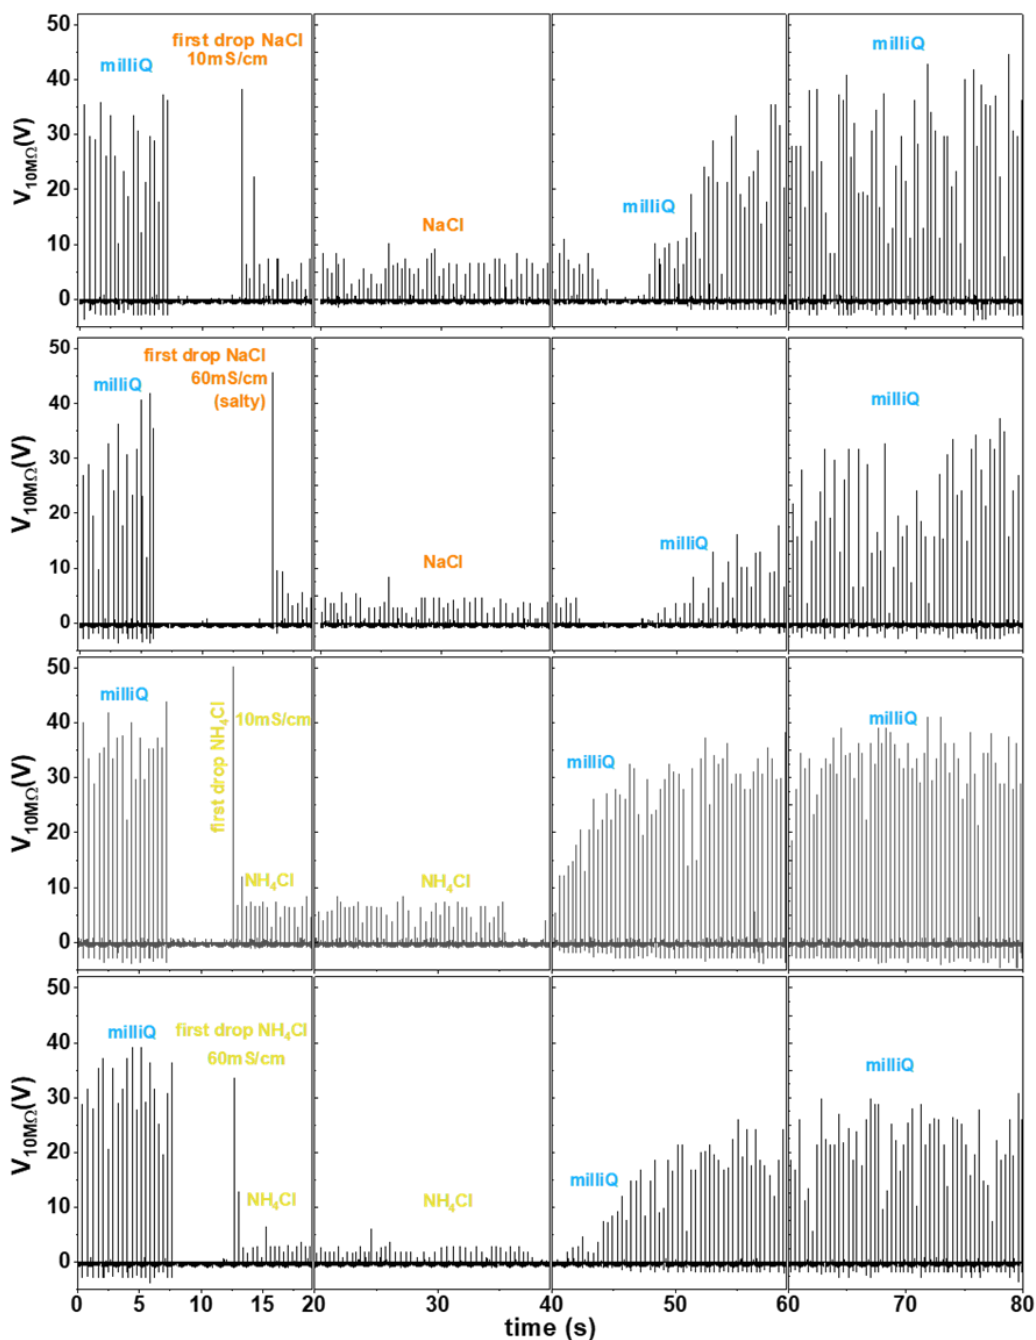 50
40
30
20
10
0
V10MΩ(V)
milliQ
first drop NaCl
10mS/cm
NaCl
milliQ
milliQ
50
40
30
20
10
0
V10MΩ(V)
milliQ
first drop NaCl
60mS/cm
(salty)
NaCl
milliQ
milliQ
50
40
30
20
10
0
V10MΩ(V)
milliQ
first drop NH4Cl
10mS/cm
NH4Cl
NH4Cl
milliQ
milliQ
50
40
30
20
10
0
V10MΩ(V)
milliQ
first drop NH4Cl
60mS/cm
NH4Cl
NH4Cl
milliQ
milliQ
0 5 10 15 20 30 40 50 60 70 80
time (s)